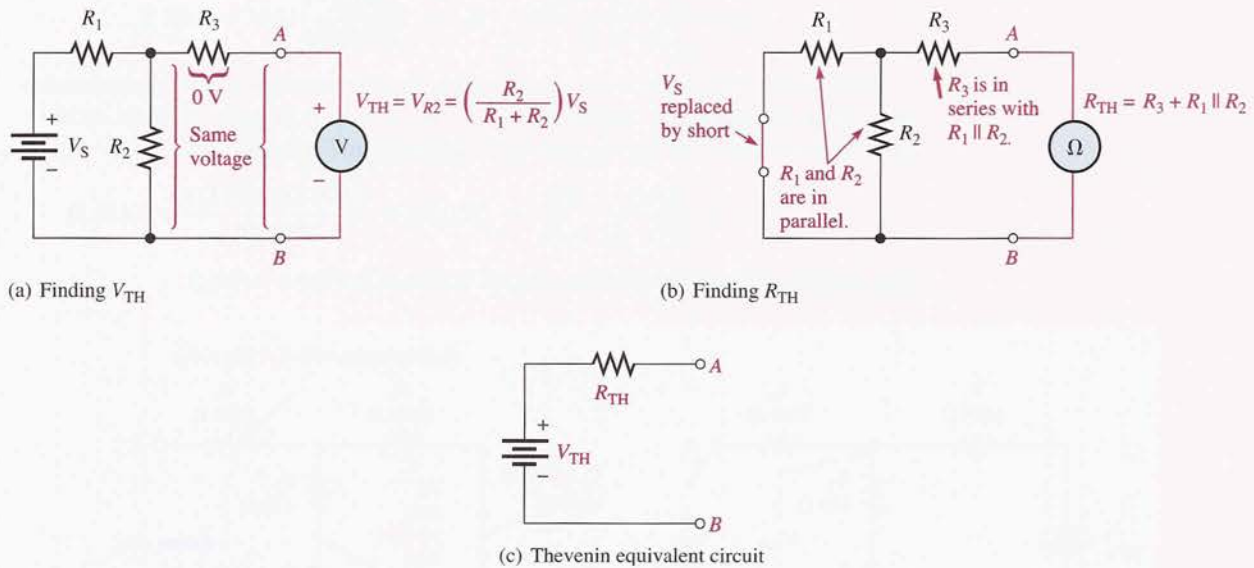 R1
R3
A
0 V
+
VS
−
R2
Same
voltage
+
V
−
VTH = VR2 = (R2 / (R1 + R2)) VS
B
(a) Finding VTH
R1
A
VS
replaced
by short
R3 is in
series with
R1 || R2.
RTH = R3 + R1 || R2
R2
Ω
R1 and R2
are in
parallel.
B
(b) Finding RTH
RTH
A
+
VTH
−
B
(c) Thevenin equivalent circuit